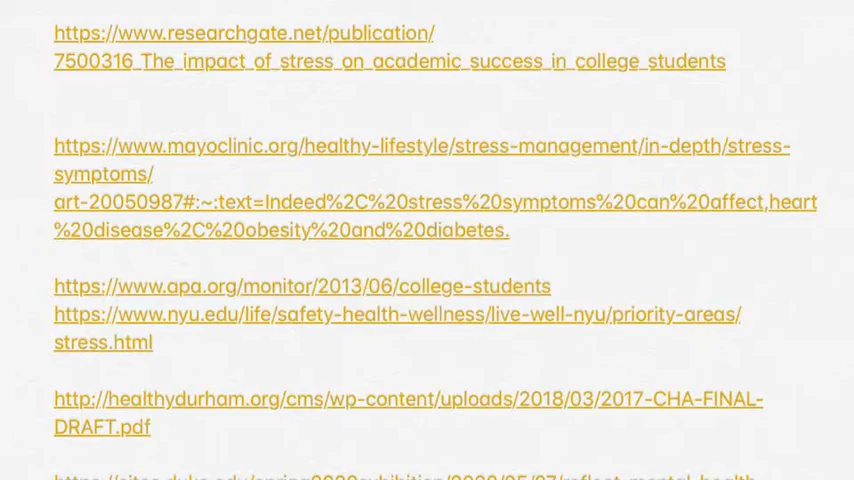 https://www.researchgate.net/publication/
7500316_The_impact_of_stress_on_academic_success_in_college_students
https://www.mayoclinic.org/healthy-lifestyle/stress-management/in-depth/stress-
symptoms/
art-20050987#:~:text=Indeed%2C%20stress%20symptoms%20can%20affect,heart
%20disease%2C%20obesity%20and%20diabetes.
https://www.apa.org/monitor/2013/06/college-students
https://www.nyu.edu/life/safety-health-wellness/live-well-nyu/priority-areas/
stress.html
http://healthydurham.org/cms/wp-content/uploads/2018/03/2017-CHA-FINAL-
DRAFT.pdf